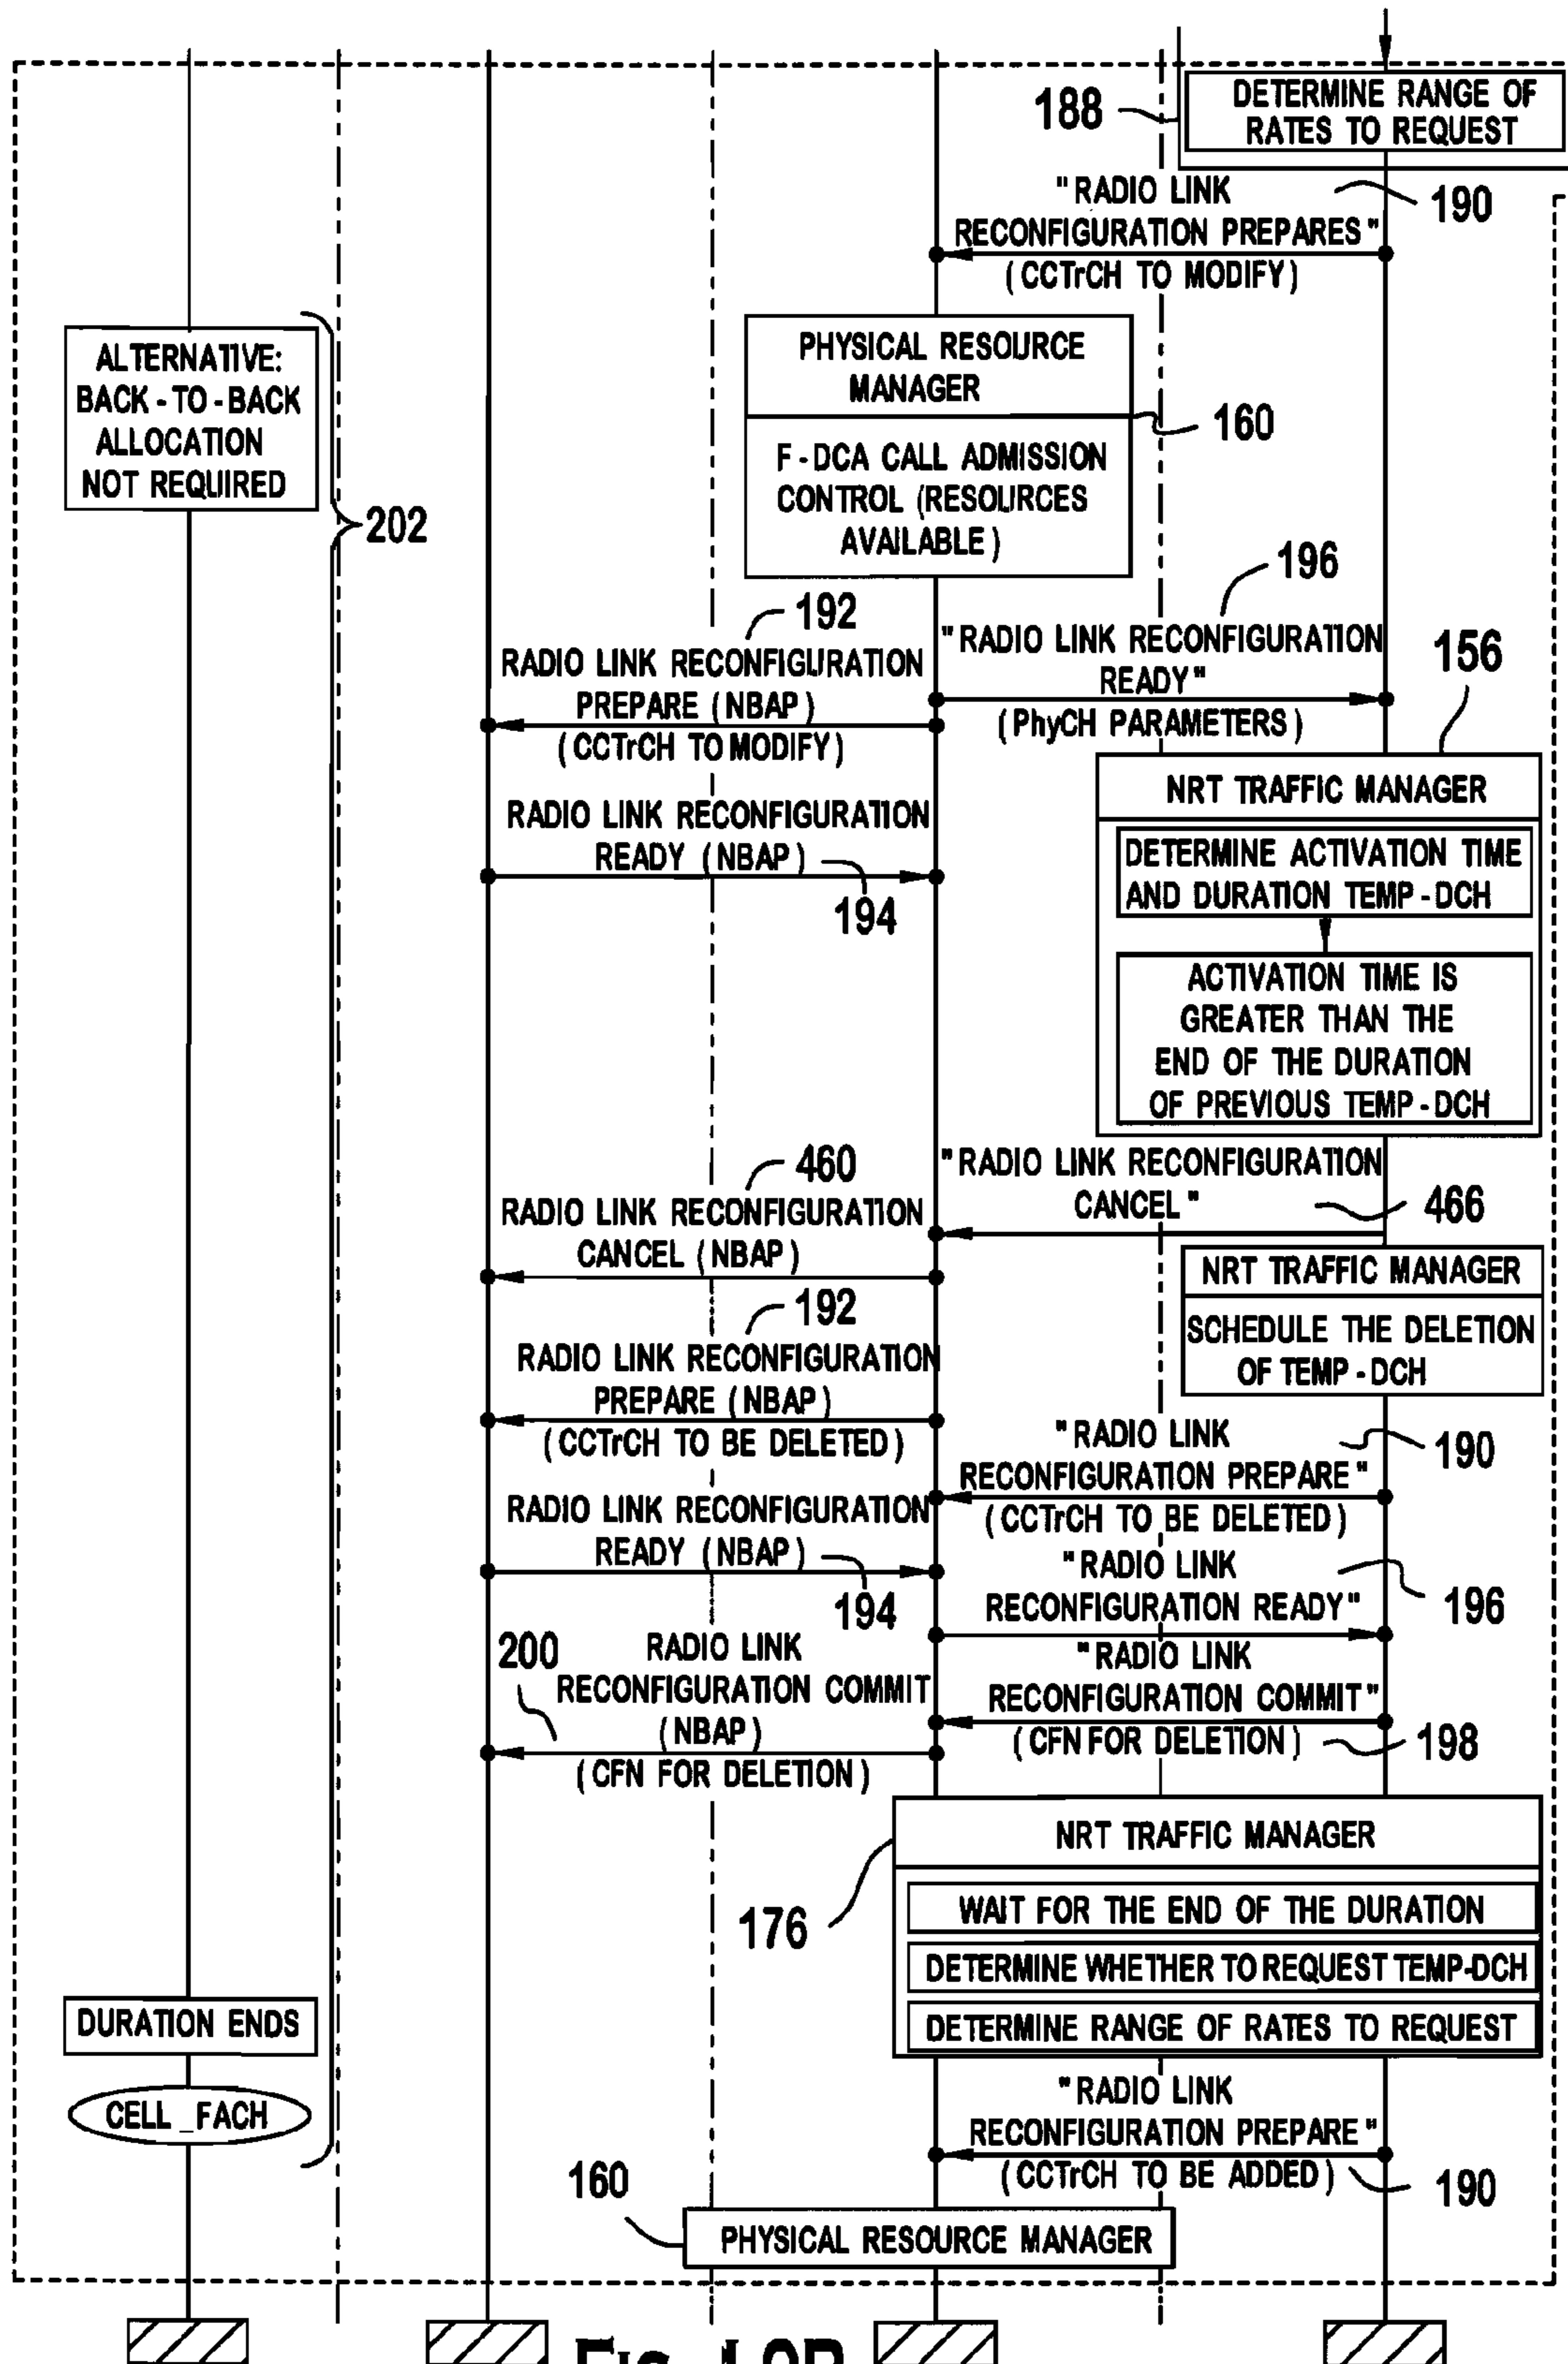 188
DETERMINE RANGE OF
RATES TO REQUEST
"RADIO LINK
190
RECONFIGURATION PREPARES"
(CCTrCH TO MODIFY)
ALTERNATIVE:
BACK-TO-BACK
ALLOCATION
NOT REQUIRED
202
PHYSICAL RESOURCE
MANAGER
160
F-DCA CALL ADMISSION
CONTROL (RESOURCES
AVAILABLE)
192
RADIO LINK RECONFIGURATION
PREPARE (NBAP)
(CCTrCH TO MODIFY)
196
"RADIO LINK RECONFIGURATION
READY"
(PhyCH PARAMETERS)
156
RADIO LINK RECONFIGURATION
READY (NBAP)
194
NRT TRAFFIC MANAGER
DETERMINE ACTIVATION TIME
AND DURATION TEMP-DCH
ACTIVATION TIME IS
GREATER THAN THE
END OF THE DURATION
OF PREVIOUS TEMP-DCH
460
RADIO LINK RECONFIGURATION
CANCEL (NBAP)
"RADIO LINK RECONFIGURATION
CANCEL"
466
NRT TRAFFIC MANAGER
SCHEDULE THE DELETION
OF TEMP-DCH
192
RADIO LINK RECONFIGURATION
PREPARE (NBAP)
(CCTrCH TO BE DELETED)
"RADIO LINK
190
RECONFIGURATION PREPARE"
(CCTrCH TO BE DELETED)
RADIO LINK RECONFIGURATION
READY (NBAP)
194
"RADIO LINK
RECONFIGURATION READY"
196
200
RADIO LINK
RECONFIGURATION COMMIT
(NBAP)
(CFN FOR DELETION)
"RADIO LINK
RECONFIGURATION COMMIT"
(CFN FOR DELETION)
198
176
NRT TRAFFIC MANAGER
WAIT FOR THE END OF THE DURATION
DETERMINE WHETHER TO REQUEST TEMP-DCH
DETERMINE RANGE OF RATES TO REQUEST
DURATION ENDS
CELL_FACH
"RADIO LINK
RECONFIGURATION PREPARE"
(CCTrCH TO BE ADDED)
190
160
PHYSICAL RESOURCE MANAGER